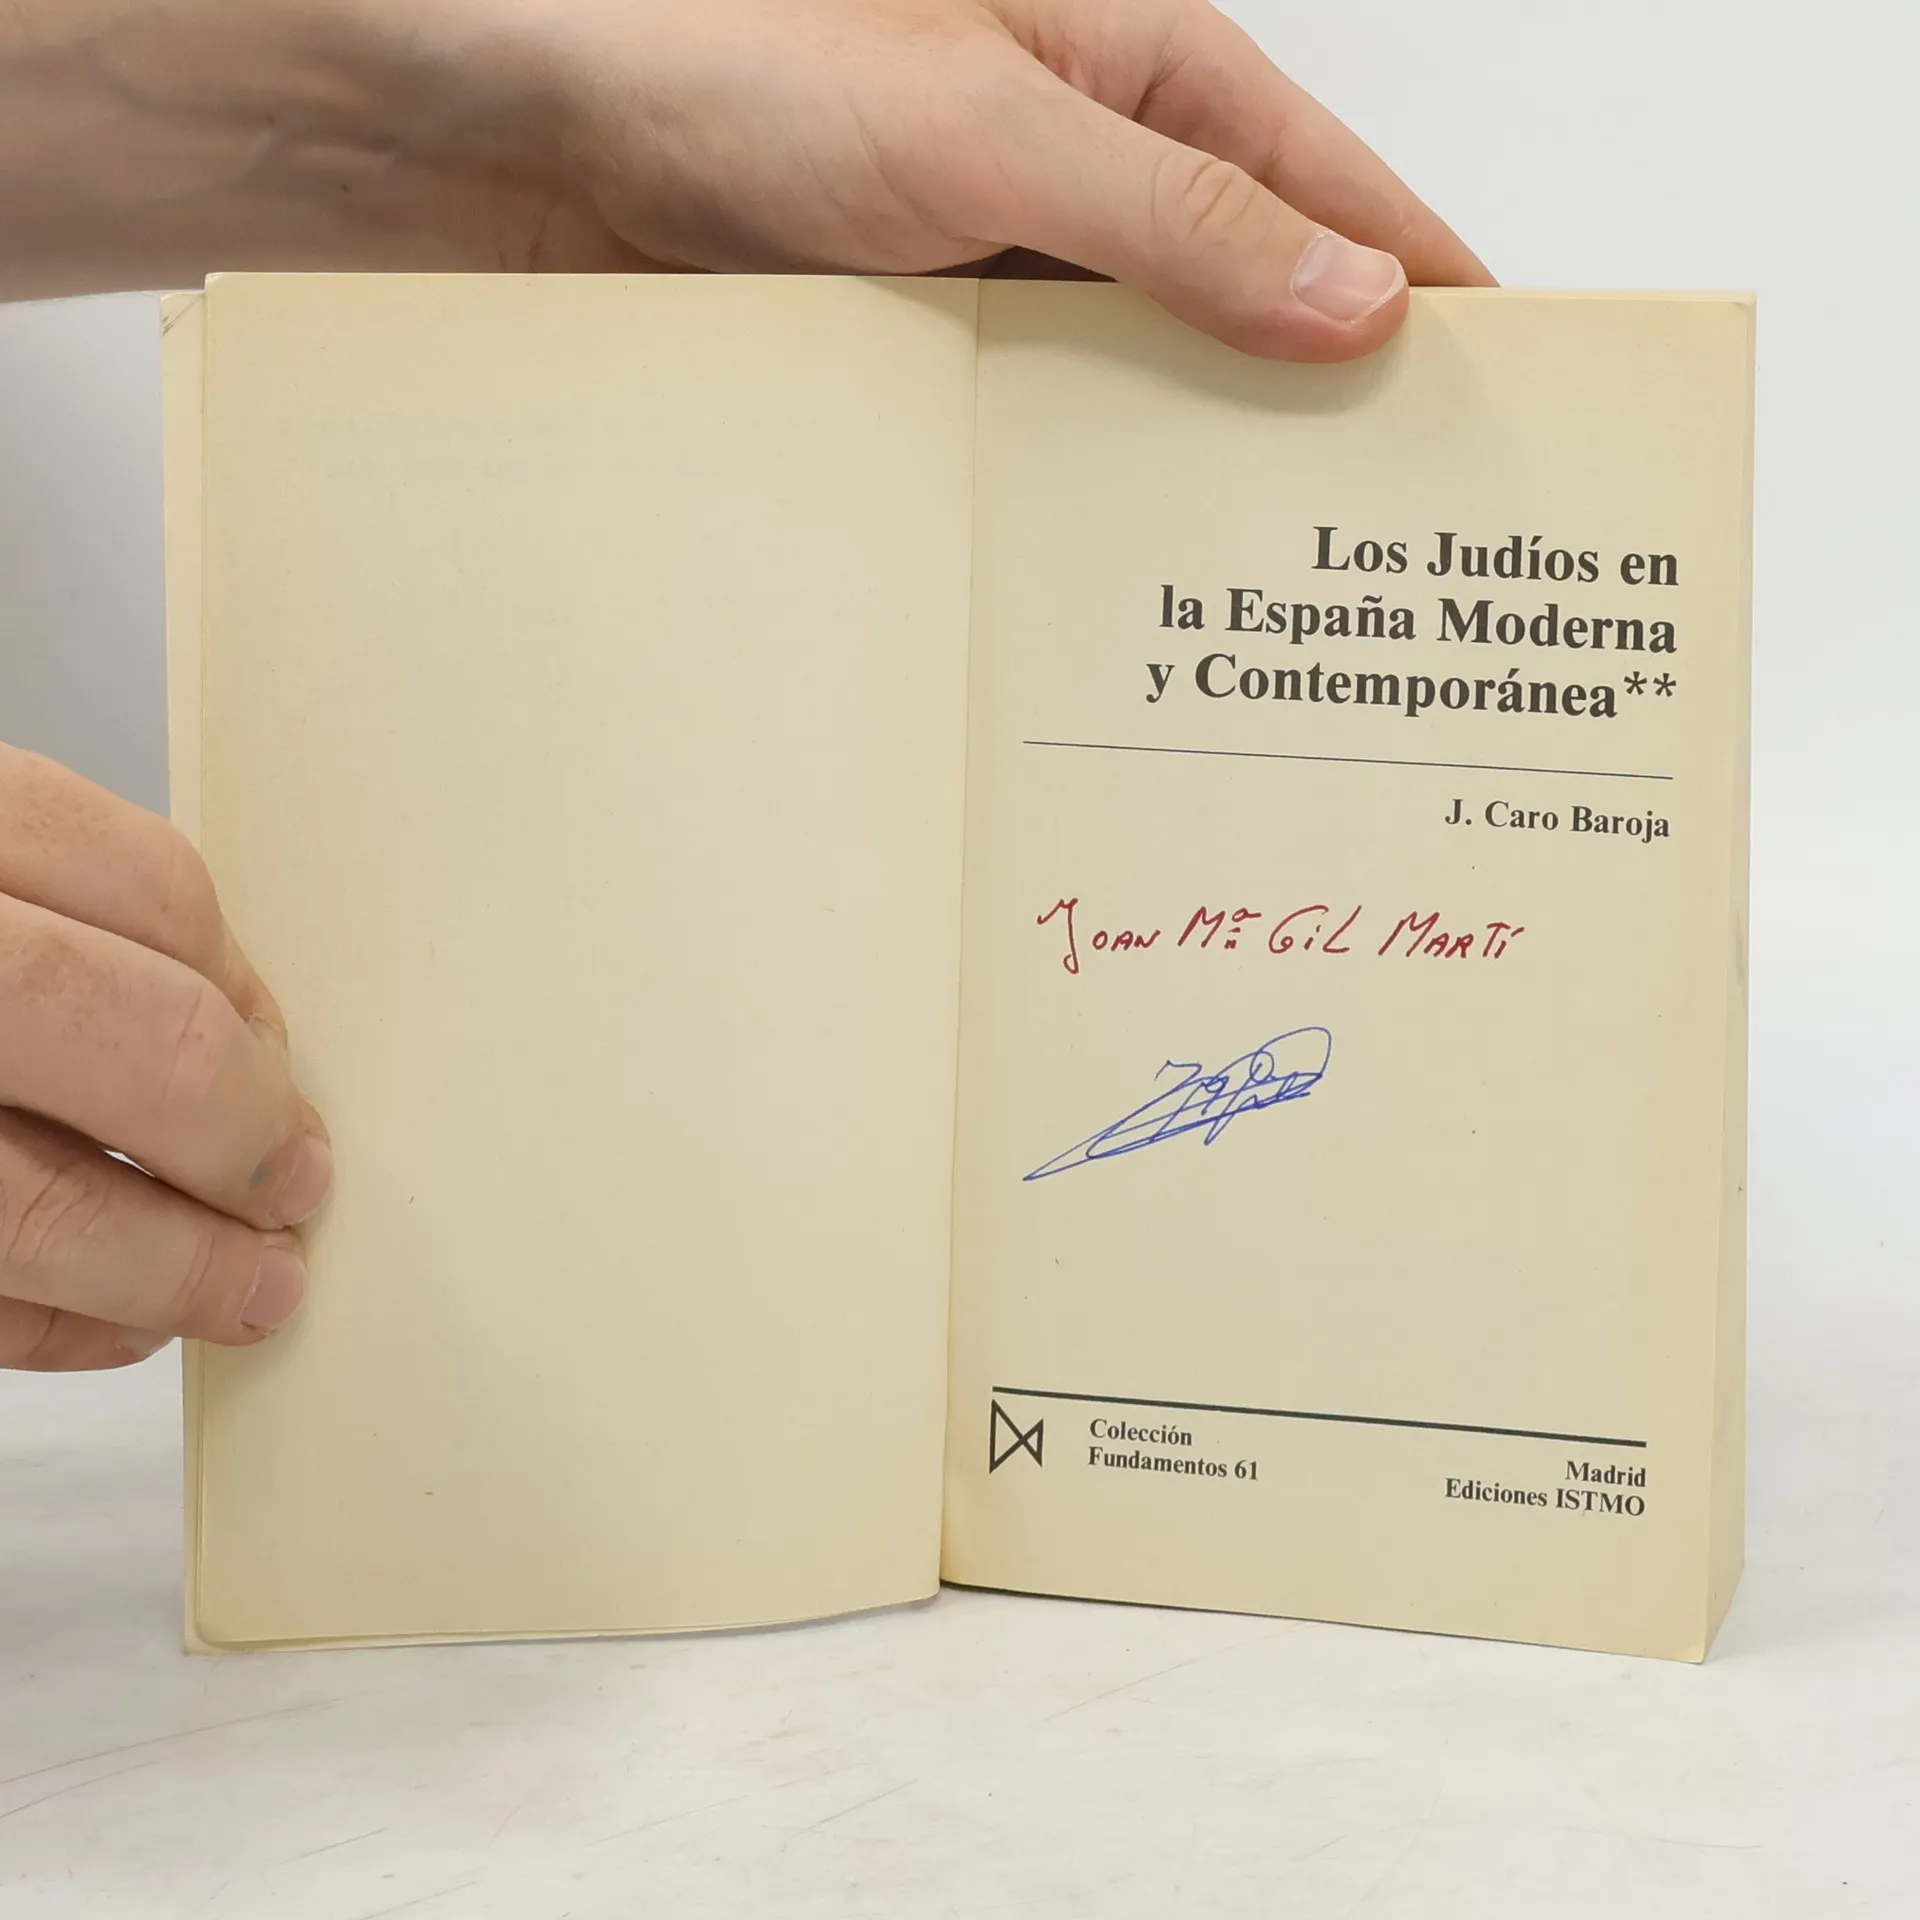 Los Judíos en
la España Moderna
y Contemporánea**
J. Caro Baroja
Joan Mª Gil Martí
Colección
Fundamentos 61
Madrid
Ediciones ISTMO